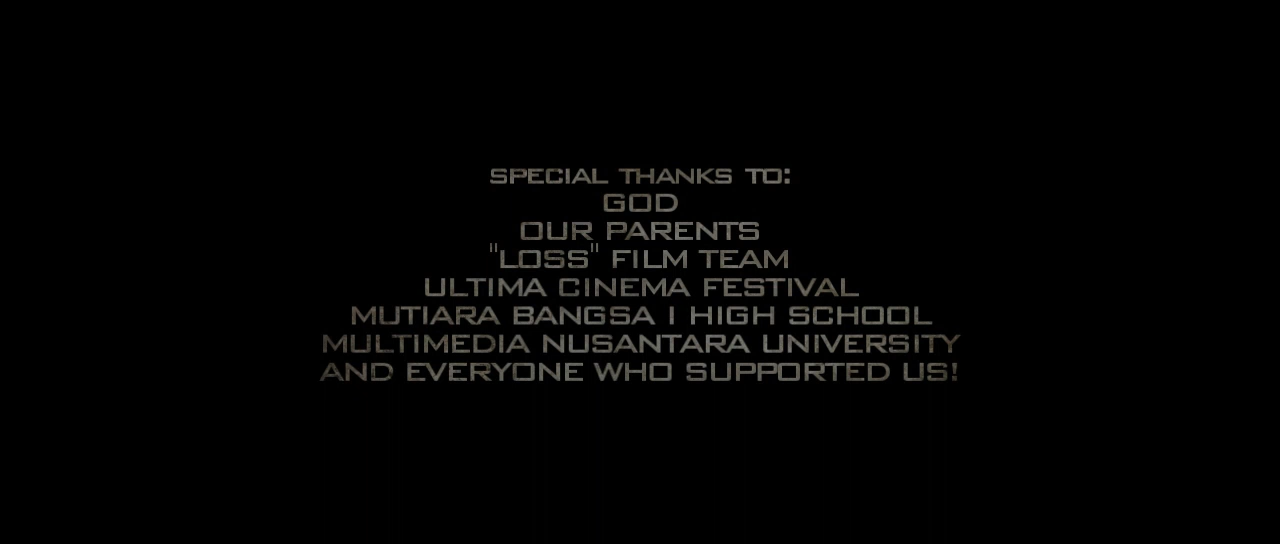 SPECIAL THANKS TO:
GOD
OUR PARENTS
"LOSS" FILM TEAM
ULTIMA CINEMA FESTIVAL
MUTIARA BANGSA I HIGH SCHOOL
MULTIMEDIA NUSANTARA UNIVERSITY
AND EVERYONE WHO SUPPORTED US!